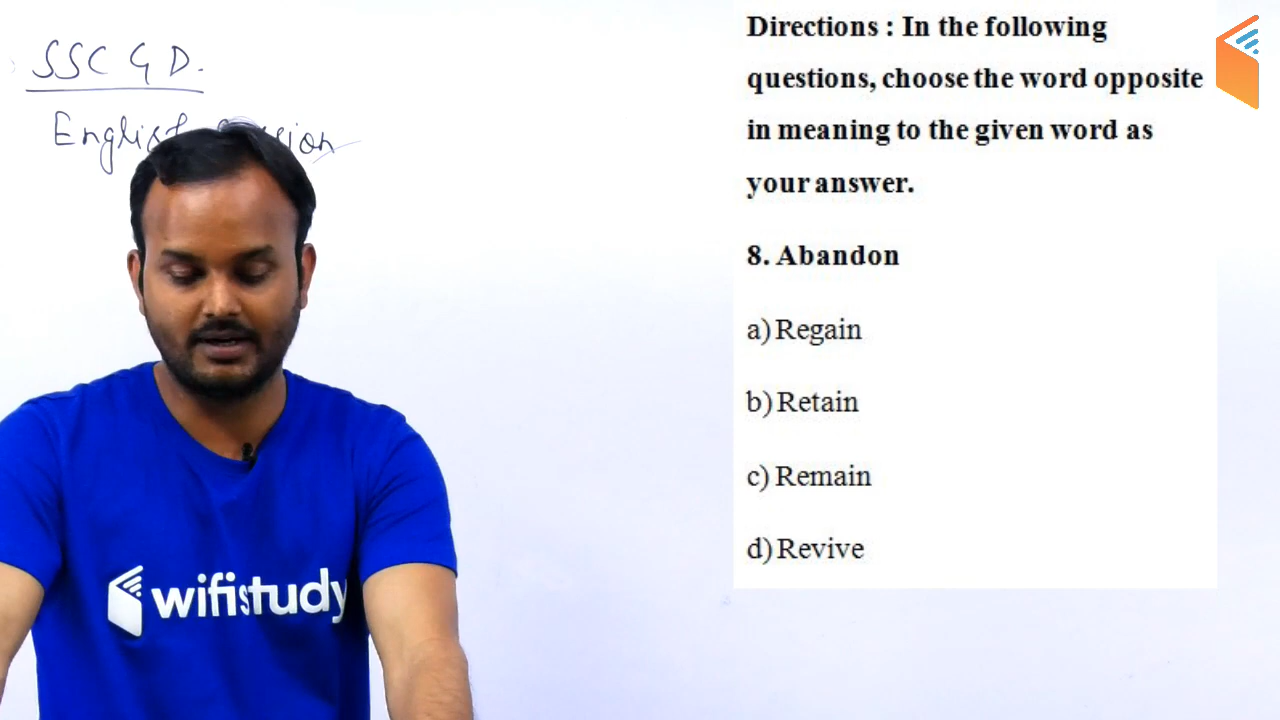 SSC G D.
English
Directions : In the following
questions, choose the word opposite
in meaning to the given word as
your answer.
8. Abandon
a) Regain
b) Retain
c) Remain
d) Revive
wifistudy